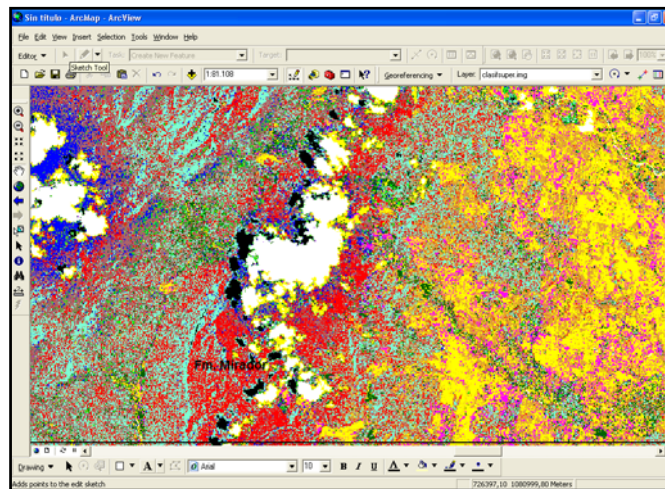 Sin título - ArcMap - ArcView
File Edit View Insert Selection Tools Window Help
Editor Task: Create New Feature Target: 100%
Sketch Tool
1:81.108 Georeferencing Layer: clasifsuper.img
Fm. Mirador
Drawing A Arial 10 B I U A
Adds points to the edit sketch 726397,10 1080999,80 Meters